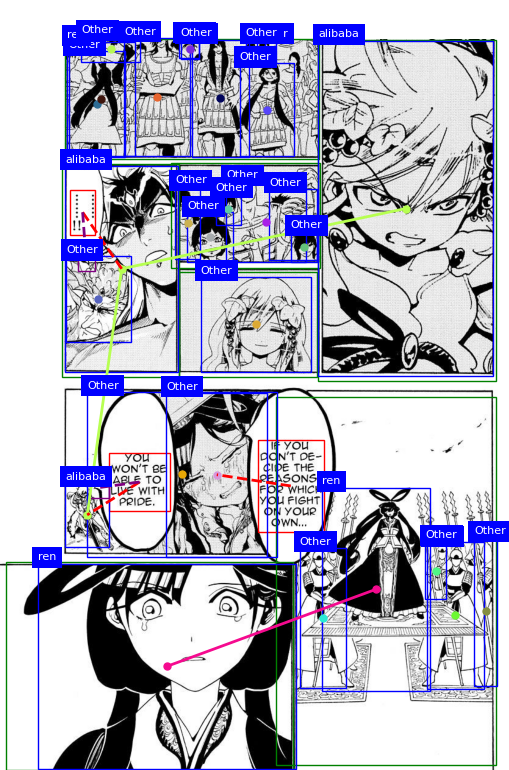 Other
Other
Other
Other
alibaba
Other
Other
alibaba
Other
Other
Other
Other
Other
Other
Other
Other
Other
Other
IF YOU
DON'T DE-
CIDE THE
REASONS
FOR WHICH
YOU FIGHT
ON YOUR
OWN...
YOU
WON'T BE
ABLE TO
LIVE WITH
PRIDE.
alibaba
ren
Other
Other
Other
ren